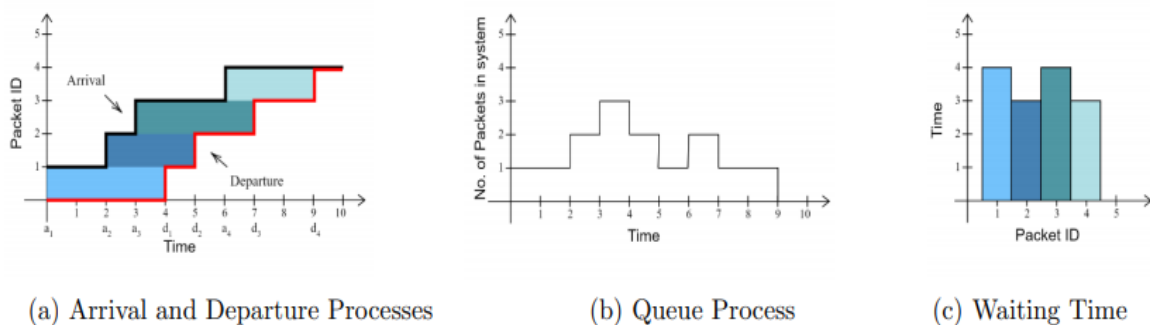 Packet ID
5
4
3
2
1
Arrival
Departure
1 2 3 4 5 6 7 8 9 10
a1 a2 a3 d1 d2 a4 d3 d4
Time
No. of Packets in system
5
4
3
2
1
1 2 3 4 5 6 7 8 9 10
Time
Time
5
4
3
2
1
1 2 3 4 5
Packet ID
(a) Arrival and Departure Processes
(b) Queue Process
(c) Waiting Time